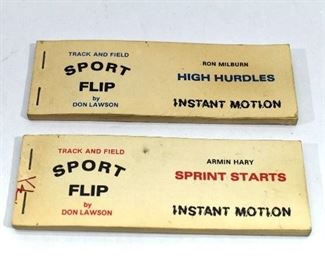 TRACK AND FIELD
SPORT
FLIP
by
DON LAWSON
RON MILBURN
HIGH HURDLES
INSTANT MOTION
TRACK AND FIELD
SPORT
FLIP
by
DON LAWSON
ARMIN HARY
SPRINT STARTS
INSTANT MOTION